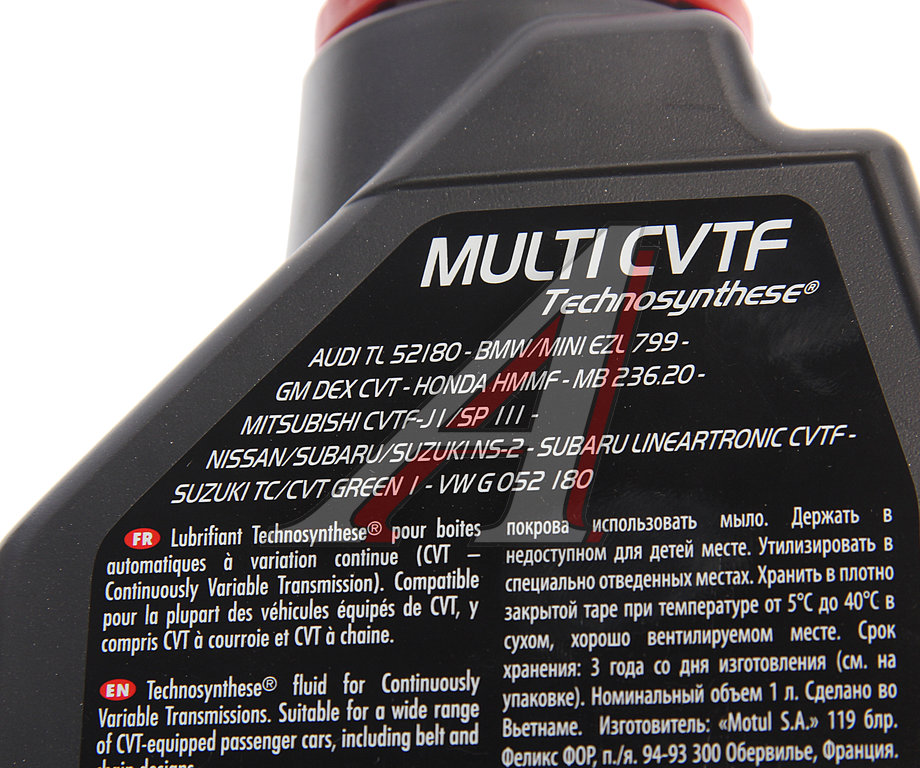 MULTI CVTF
Technosynthese®
AUDI TL 52180 - BMW/MINI EZL 799 -
GM DEX CVT - HONDA HMMF - MB 236.20 -
MITSUBISHI CVTF-J1/SP III -
NISSAN/SUBARU/SUZUKI NS-2 - SUBARU LINEARTRONIC CVTF -
SUZUKI TC/CVT GREEN 1 - VW G 052 180
FR Lubrifiant Technosynthese® pour boites
automatiques à variation continue (CVT –
Continuously Variable Transmission). Compatible
pour la plupart des véhicules équipés de CVT, y
compris CVT à courroie et CVT à chaine.
EN Technosynthese® fluid for Continuously
Variable Transmissions. Suitable for a wide range
of CVT-equipped passenger cars, including belt and
chain designs.
покрова использовать мыло. Держать в
недоступном для детей месте. Утилизировать в
специально отведенных местах. Хранить в плотно
закрытой таре при температуре от 5°C до 40°C в
сухом, хорошо вентилируемом месте. Срок
хранения: 3 года со дня изготовления (см. на
упаковке). Номинальный объем 1 л. Сделано во
Вьетнаме. Изготовитель: «Motul S.A.» 119 блр.
Феликс ФОР, п./я. 94-93 300 Обервилье, Франция.